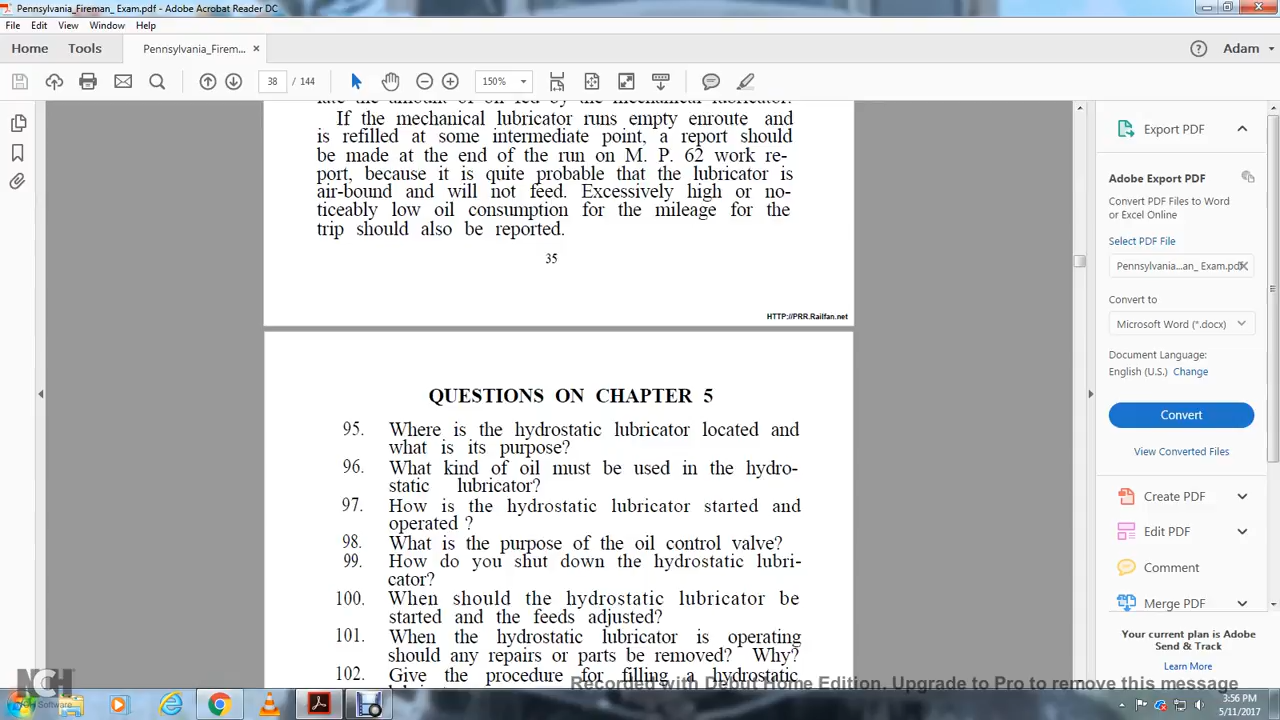 Pennsylvania_Fireman_ Exam.pdf - Adobe Acrobat Reader DC
File Edit View Window Help
Home Tools Pennsylvania_Firem... × Adam
38 / 144 150%
late the amount of oil fed by the mechanical lubricator.
If the mechanical lubricator runs empty enroute and
is refilled at some intermediate point, a report should
be made at the end of the run on M. P. 62 work re-
port, because it is quite probable that the lubricator is
air-bound and will not feed. Excessively high or no-
ticeably low oil consumption for the mileage for the
trip should also be reported.
35
HTTP://PRR.Railfan.net
QUESTIONS ON CHAPTER 5
95. Where is the hydrostatic lubricator located and
what is its purpose?
96. What kind of oil must be used in the hydro-
static lubricator?
97. How is the hydrostatic lubricator started and
operated ?
98. What is the purpose of the oil control valve?
99. How do you shut down the hydrostatic lubri-
cator?
100. When should the hydrostatic lubricator be
started and the feeds adjusted?
101. When the hydrostatic lubricator is operating
should any repairs or parts be removed? Why?
102. Give the procedure for filling a hydrostatic
Export PDF
Adobe Export PDF
Convert PDF Files to Word
or Excel Online
Select PDF File
Pennsylvania...an_ Exam.pdf
Convert to
Microsoft Word (*.docx)
Document Language:
English (U.S.) Change
Convert
View Converted Files
Create PDF
Edit PDF
Comment
Merge PDF
Your current plan is Adobe
Send & Track
Learn More
Recorded with Debut Home Edition. Upgrade to Pro to remove this message
NCH
3:56 PM
5/11/2017